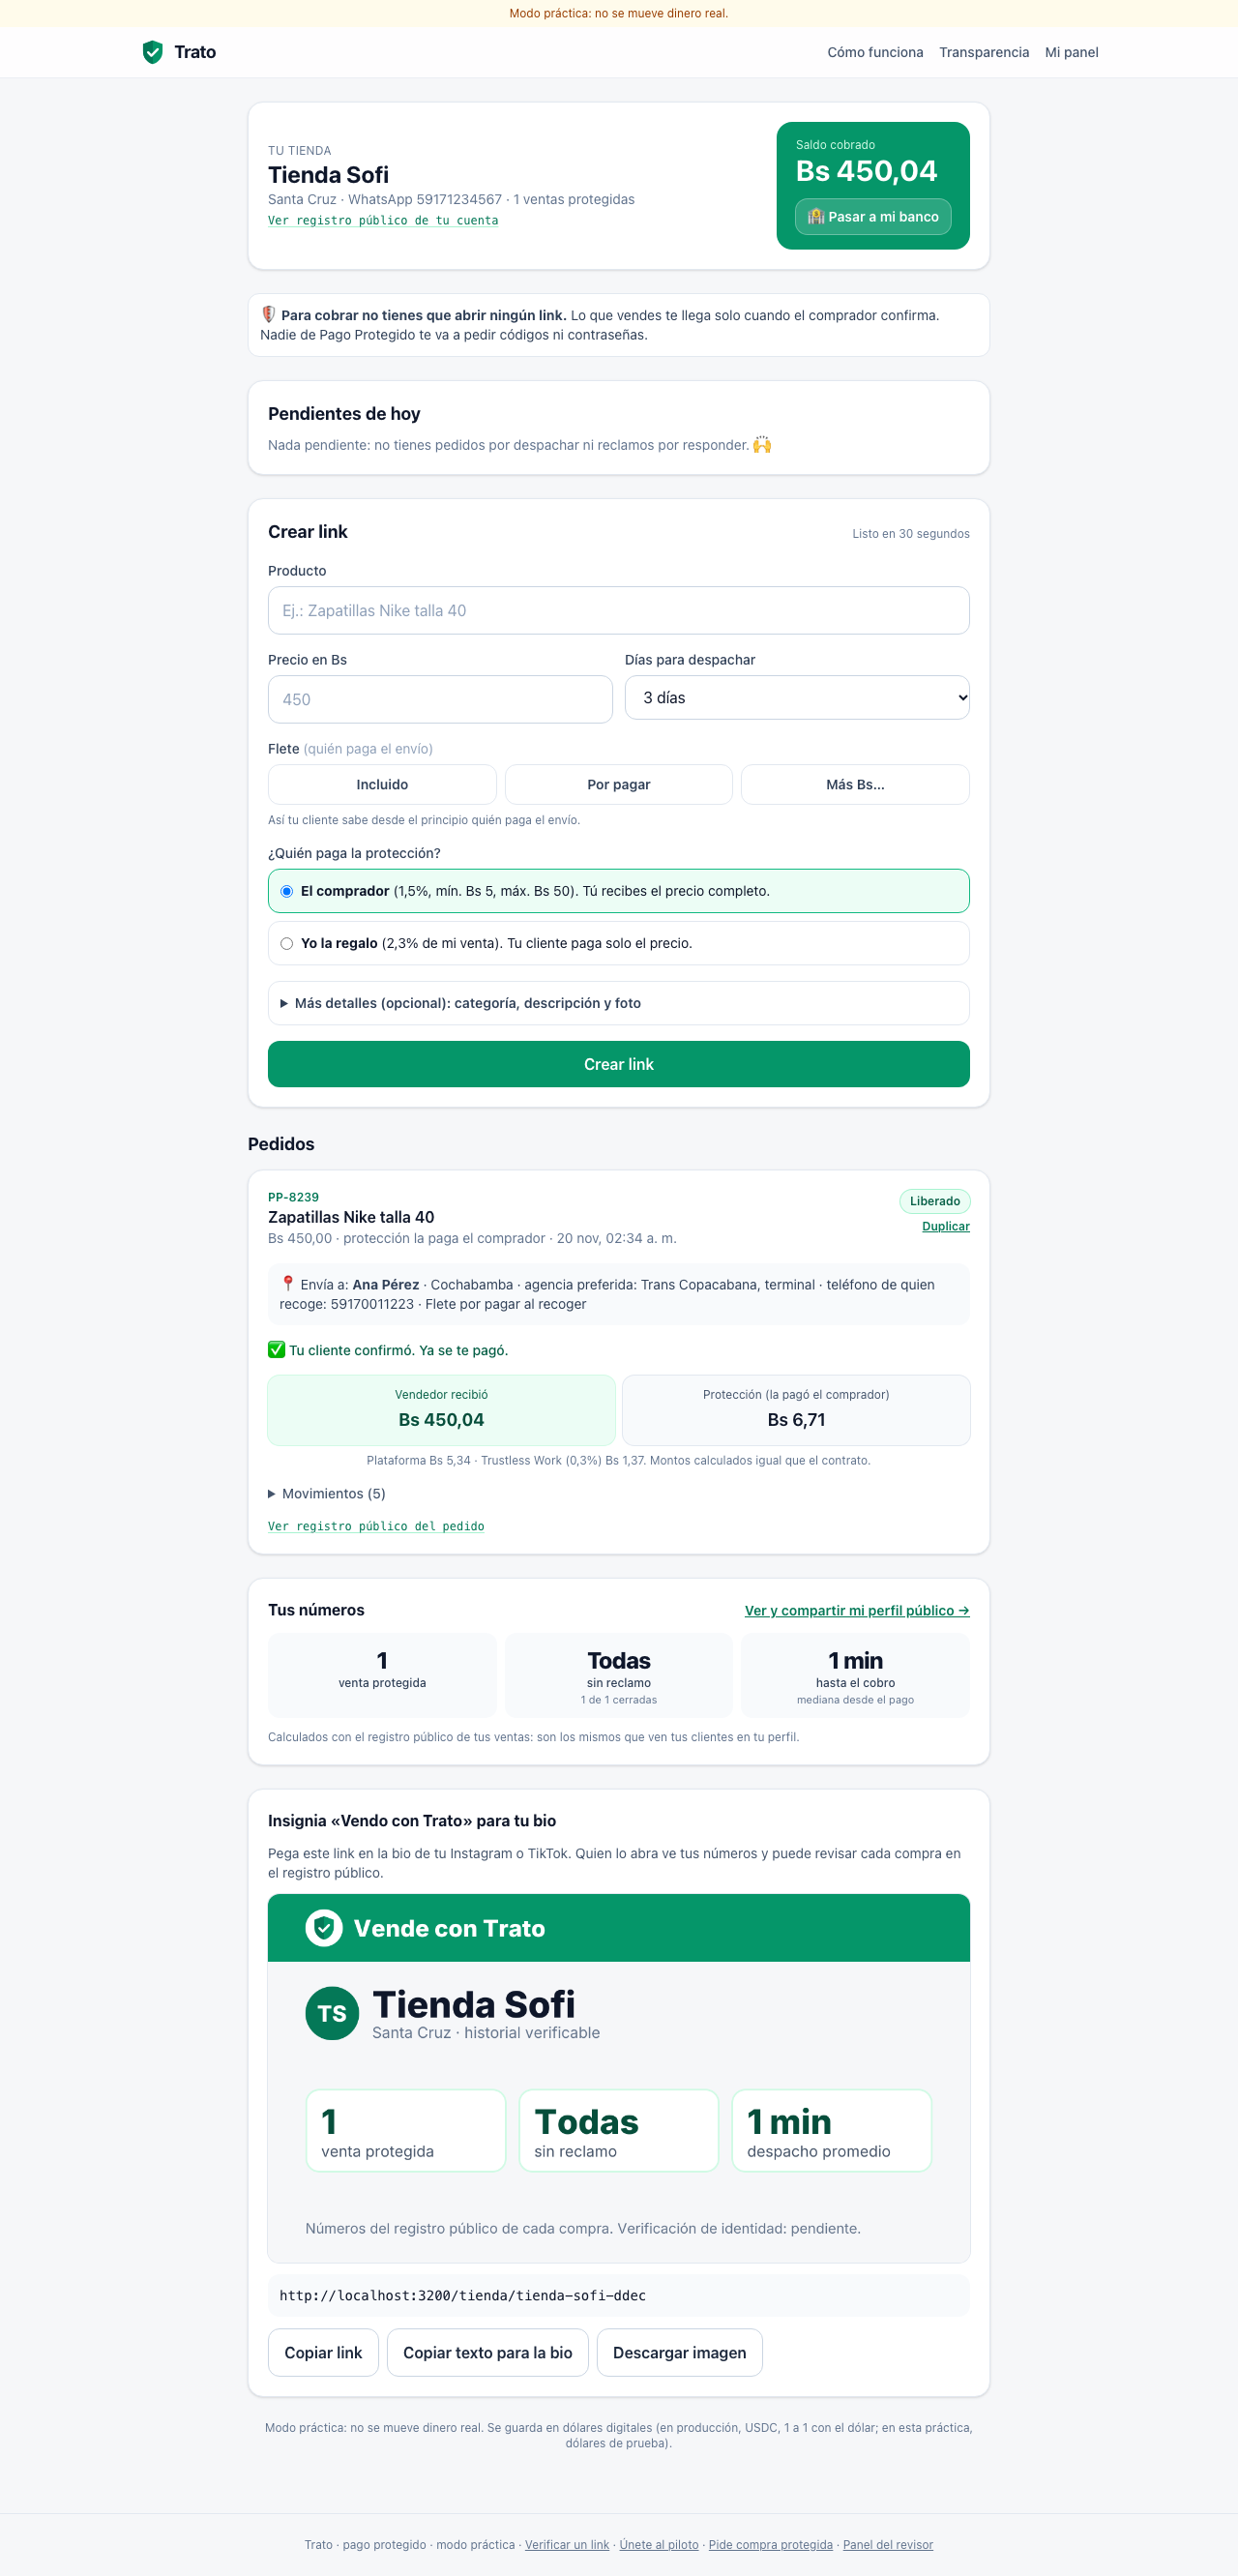 Modo práctica: no se mueve dinero real.
Trato
Cómo funciona Transparencia Mi panel
TU TIENDA
Tienda Sofi
Santa Cruz · WhatsApp 59171234567 · 1 ventas protegidas
Ver registro público de tu cuenta
Saldo cobrado
Bs 450,04
🏦 Pasar a mi banco
🛡️ Para cobrar no tienes que abrir ningún link. Lo que vendes te llega solo cuando el comprador confirma.
Nadie de Pago Protegido te va a pedir códigos ni contraseñas.
Pendientes de hoy
Nada pendiente: no tienes pedidos por despachar ni reclamos por responder. 🙌
Crear link
Listo en 30 segundos
Producto
Ej.: Zapatillas Nike talla 40
Precio en Bs
Días para despachar
450
3 días
Flete (quién paga el envío)
Incluido
Por pagar
Más Bs...
Así tu cliente sabe desde el principio quién paga el envío.
¿Quién paga la protección?
El comprador (1,5%, mín. Bs 5, máx. Bs 50). Tú recibes el precio completo.
Yo la regalo (2,3% de mi venta). Tu cliente paga solo el precio.
▶ Más detalles (opcional): categoría, descripción y foto
Crear link
Pedidos
PP-8239
Liberado
Zapatillas Nike talla 40
Duplicar
Bs 450,00 · protección la paga el comprador · 20 nov, 02:34 a. m.
📍 Envía a: Ana Pérez · Cochabamba · agencia preferida: Trans Copacabana, terminal · teléfono de quien
recoge: 59170011223 · Flete por pagar al recoger
✅ Tu cliente confirmó. Ya se te pagó.
Vendedor recibió
Bs 450,04
Protección (la pagó el comprador)
Bs 6,71
Plataforma Bs 5,34 · Trustless Work (0,3%) Bs 1,37. Montos calculados igual que el contrato.
▶ Movimientos (5)
Ver registro público del pedido
Tus números
Ver y compartir mi perfil público →
1
venta protegida
Todas
sin reclamo
1 de 1 cerradas
1 min
hasta el cobro
mediana desde el pago
Calculados con el registro público de tus ventas: son los mismos que ven tus clientes en tu perfil.
Insignia «Vendo con Trato» para tu bio
Pega este link en la bio de tu Instagram o TikTok. Quien lo abra ve tus números y puede revisar cada compra en
el registro público.
Vende con Trato
TS
Tienda Sofi
Santa Cruz · historial verificable
1
venta protegida
Todas
sin reclamo
1 min
despacho promedio
Números del registro público de cada compra. Verificación de identidad: pendiente.
http://localhost:3200/tienda/tienda-sofi-ddec
Copiar link
Copiar texto para la bio
Descargar imagen
Modo práctica: no se mueve dinero real. Se guarda en dólares digitales (en producción, USDC, 1 a 1 con el dólar; en esta práctica,
dólares de prueba).
Trato · pago protegido · modo práctica · Verificar un link · Únete al piloto · Pide compra protegida · Panel del revisor